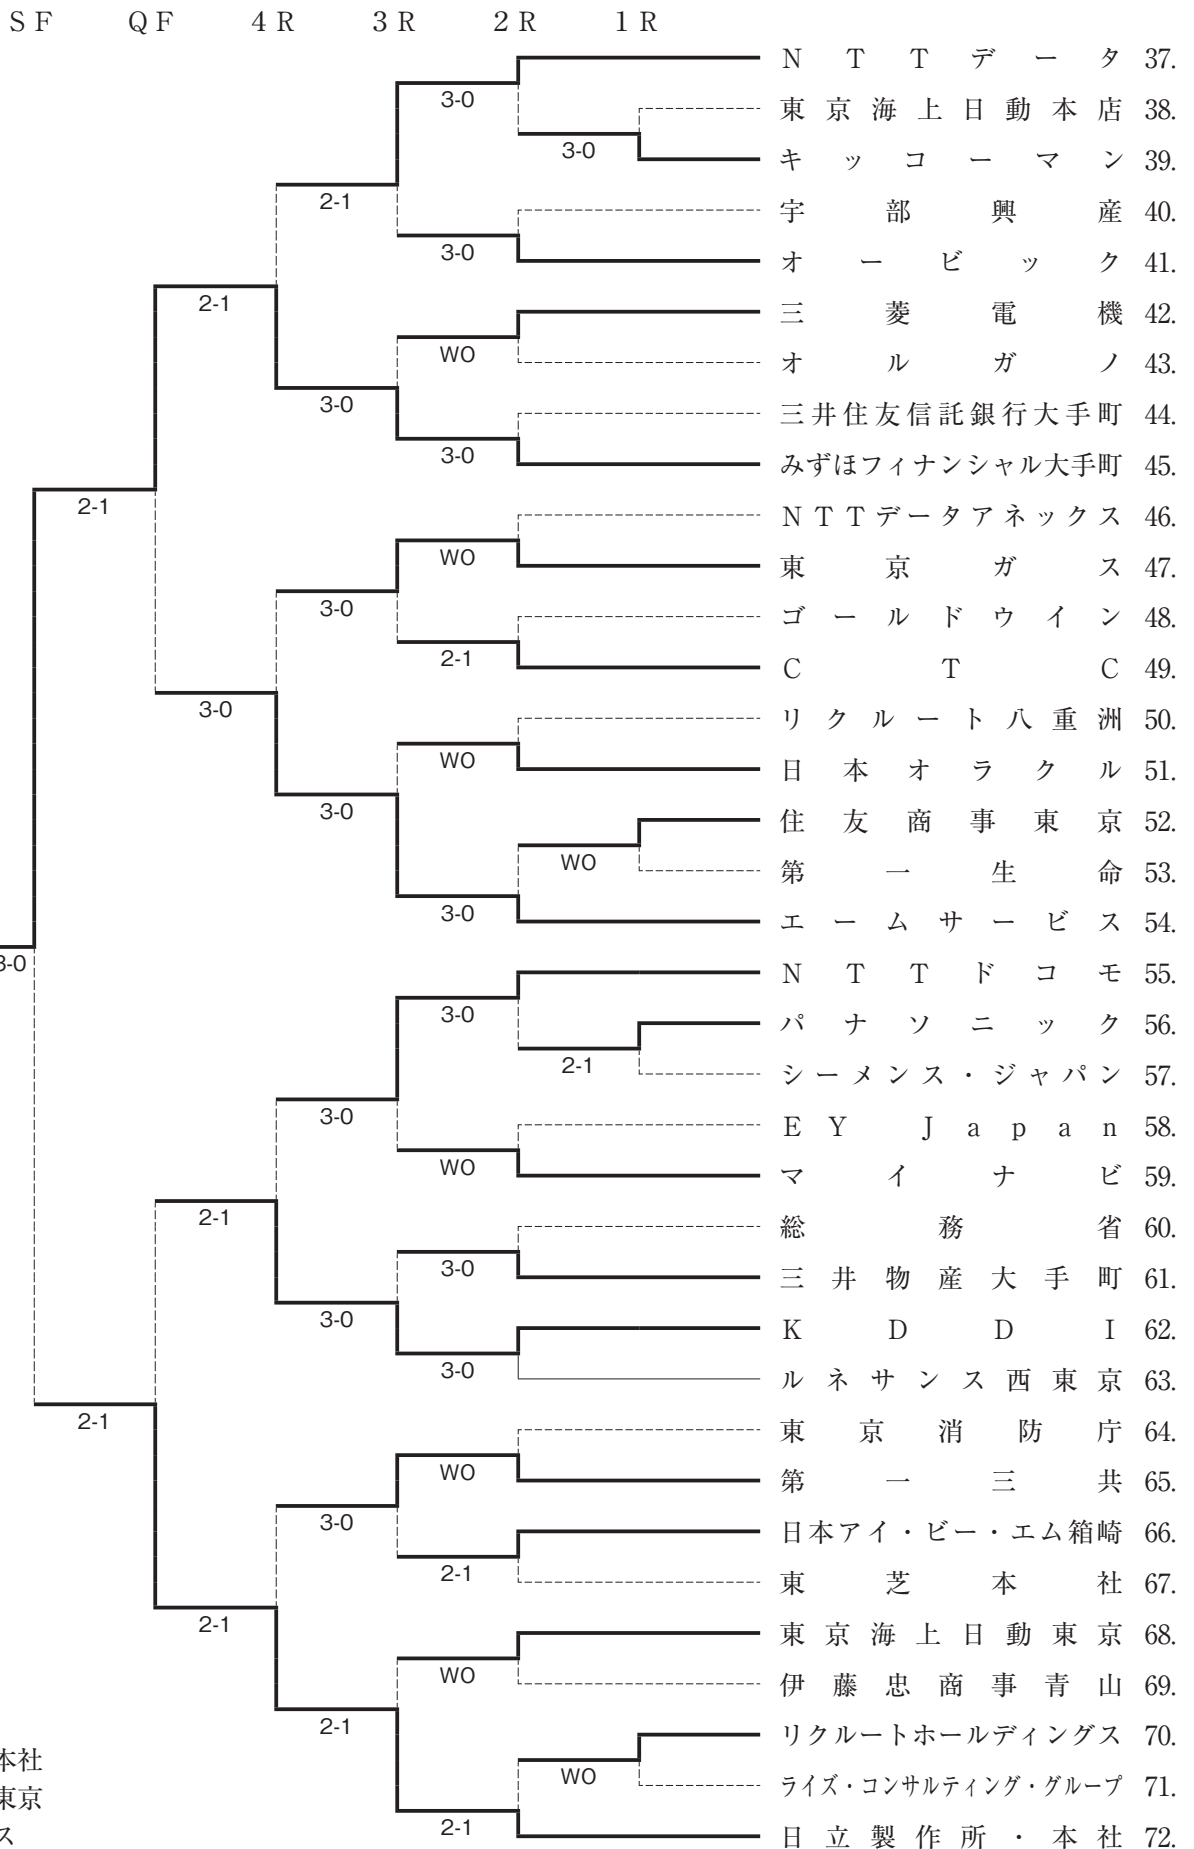 SF QF 4R 3R 2R 1R
NTTデータ 37.
3-0
東京海上日動本店 38.
3-0
キッコーマン 39.
2-1
宇部興産 40.
3-0
オービック 41.
2-1
三菱電機 42.
WO
オルガノ 43.
3-0
三井住友信託銀行大手町 44.
3-0
みずほフィナンシャル大手町 45.
2-1
NTTデータアネックス 46.
WO
東京ガス 47.
3-0
ゴールドウイン 48.
2-1
CTC 49.
3-0
リクルート八重洲 50.
WO
日本オラクル 51.
3-0
住友商事東京 52.
WO
第一生命 53.
3-0
エームサービス 54.
3-0
NTTドコモ 55.
3-0
パナソニック 56.
2-1
シーメンス・ジャパン 57.
3-0
EY Japan 58.
WO
マイナビ 59.
2-1
総務省 60.
3-0
三井物産大手町 61.
3-0
KDDI 62.
3-0
ルネサンス西東京 63.
2-1
東京消防庁 64.
WO
第一三共 65.
3-0
日本アイ・ビー・エム箱崎 66.
2-1
東芝本社 67.
2-1
東京海上日動東京 68.
WO
伊藤忠商事青山 69.
2-1
リクルートホールディングス 70.
本社
WO
ライズ・コンサルティング・グループ 71.
東京
2-1
ス
日立製作所・本社 72.